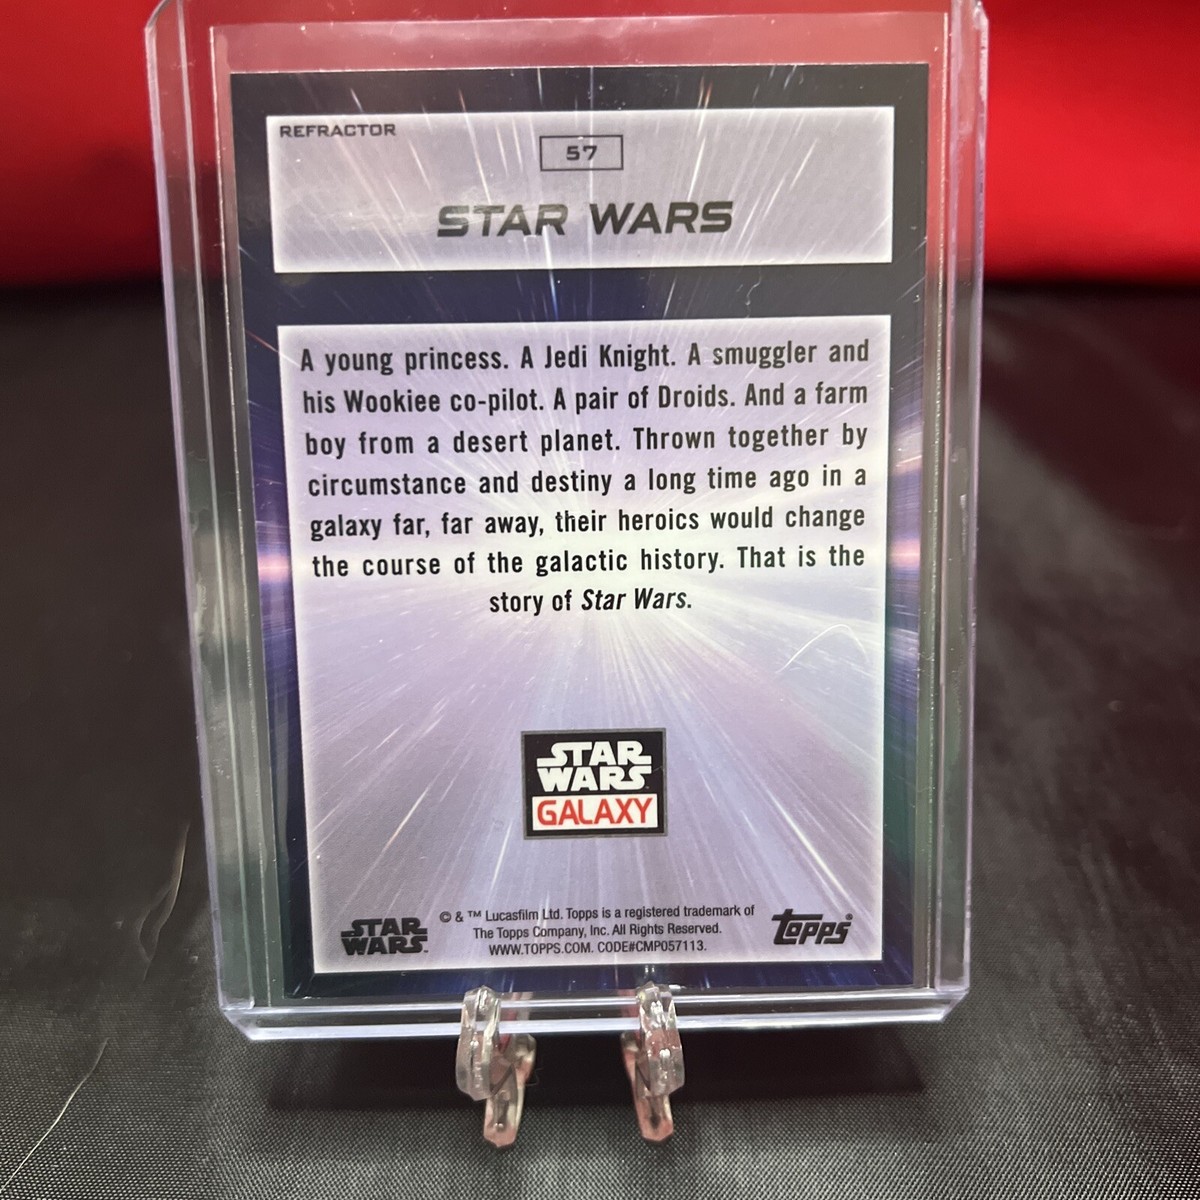 REFRACTOR
57
STAR WARS
A young princess. A Jedi Knight. A smuggler and
his Wookiee co-pilot. A pair of Droids. And a farm
boy from a desert planet. Thrown together by
circumstance and destiny a long time ago in a
galaxy far, far away, their heroics would change
the course of the galactic history. That is the
story of Star Wars.
STAR
WARS
GALAXY
STAR
WARS™
© & ™ Lucasfilm Ltd. Topps is a registered trademark of
The Topps Company, Inc. All Rights Reserved.
WWW.TOPPS.COM. CODE#CMP057113.
Topps®